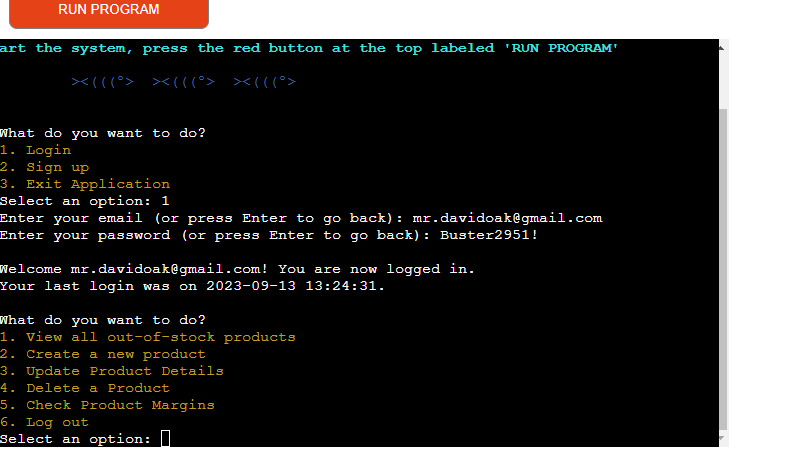 RUN PROGRAM
art the system, press the red button at the top labeled 'RUN PROGRAM'
><(((°> ><(((°> ><(((°>
What do you want to do?
1. Login
2. Sign up
3. Exit Application
Select an option: 1
Enter your email (or press Enter to go back): mr.davidoak@gmail.com
Enter your password (or press Enter to go back): Buster2951!
Welcome mr.davidoak@gmail.com! You are now logged in.
Your last login was on 2023-09-13 13:24:31.
What do you want to do?
1. View all out-of-stock products
2. Create a new product
3. Update Product Details
4. Delete a Product
5. Check Product Margins
6. Log out
Select an option: